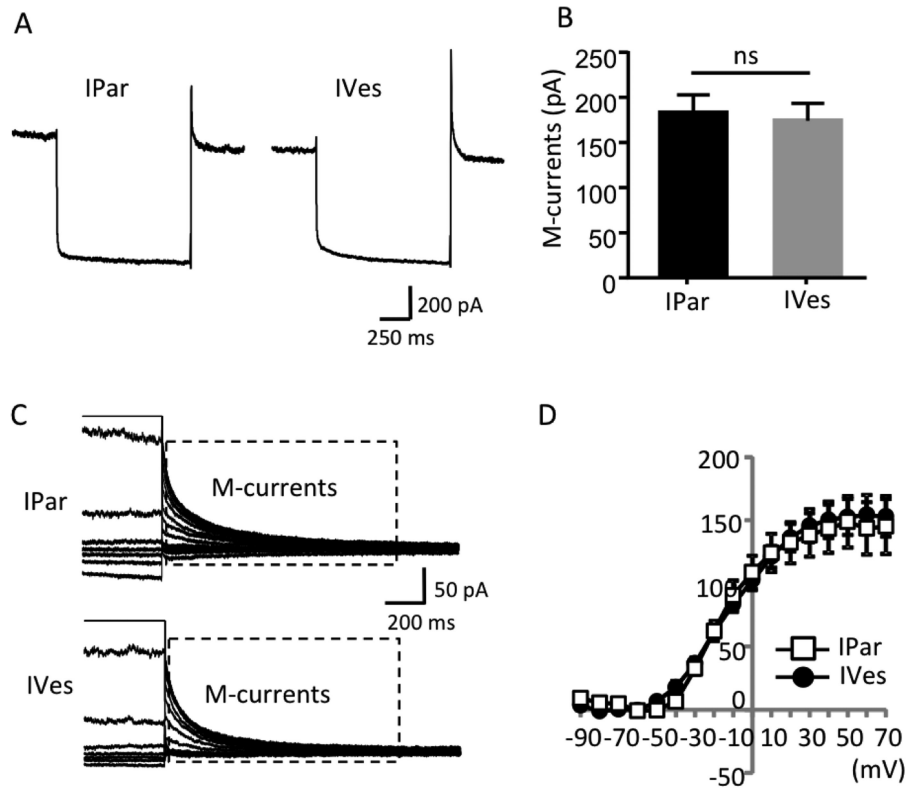 A
IPar
IVes
200 pA
250 ms
B
M-currents (pA)
250
200
150
100
50
0
ns
IPar
IVes
C
IPar
M-currents
50 pA
200 ms
IVes
M-currents
D
200
150
100
50
0
-50
IPar
IVes
-90 -70 -50 -30 -10 10 30 50 70
(mV)